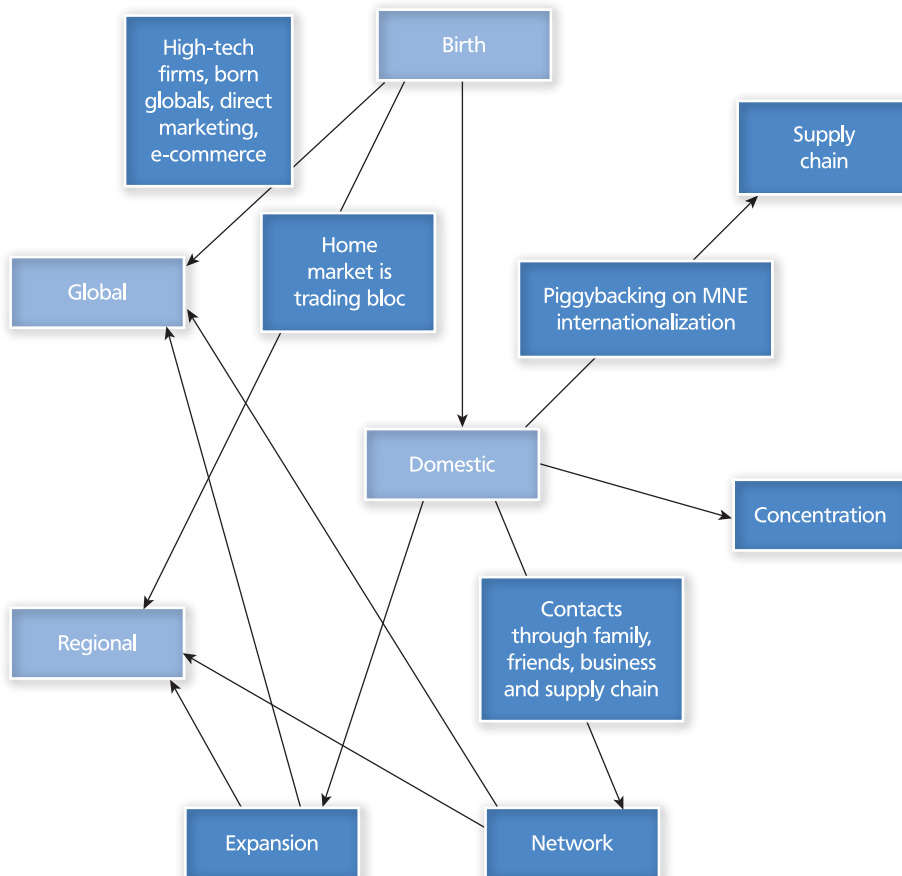 Birth
High-tech
firms, born
globals, direct
marketing,
e-commerce
Supply
chain
Home
market is
trading bloc
Global
Piggybacking on MNE
internationalization
Domestic
Concentration
Contacts
through family,
friends, business
and supply chain
Regional
Expansion
Network